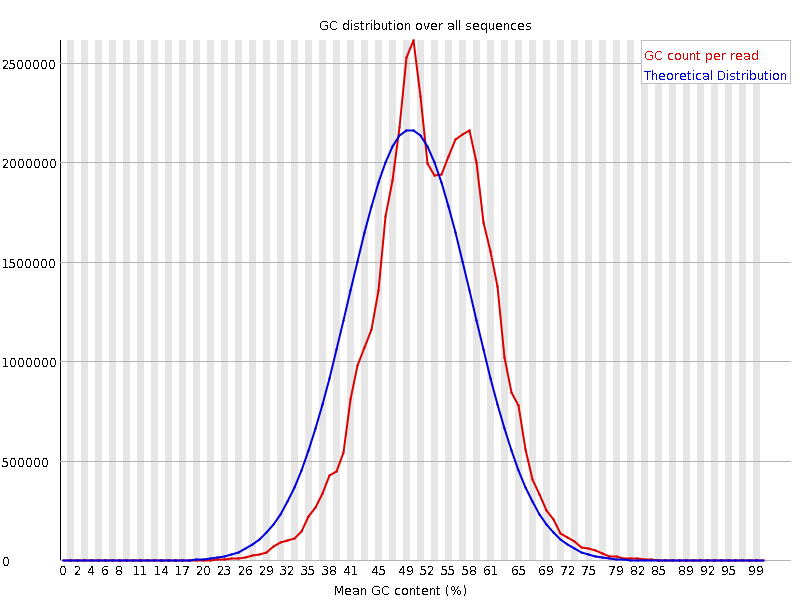 GC distribution over all sequences
GC count per read
Theoretical Distribution
2500000
2000000
1500000
1000000
500000
0
0 2 4 6 8 11 14 17 20 23 26 29 32 35 38 41 45 49 52 55 58 61 65 69 72 75 79 82 85 89 92 95 99
Mean GC content (%)